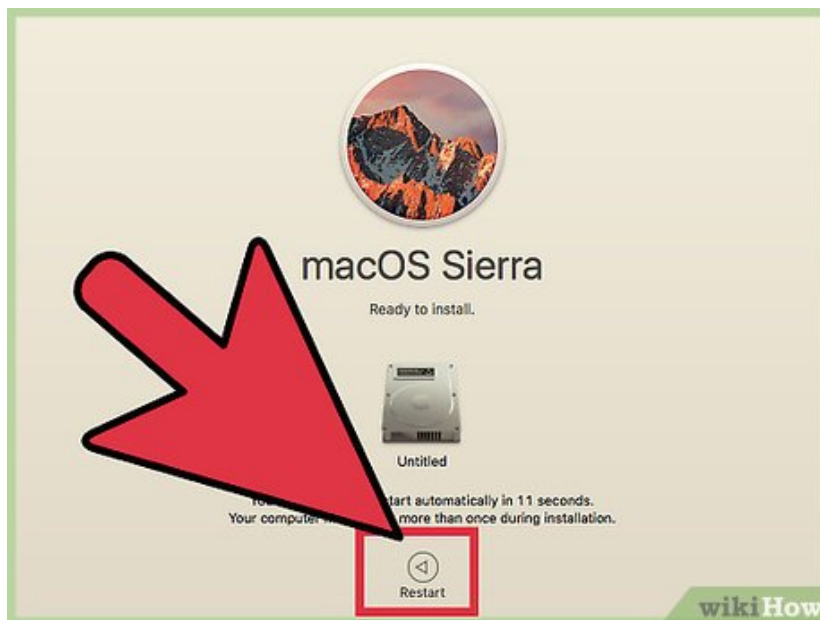 macOS Sierra
Ready to install.
Untitled
start automatically in 11 seconds.
Your computer more than once during installation.
Restart
wikiHow